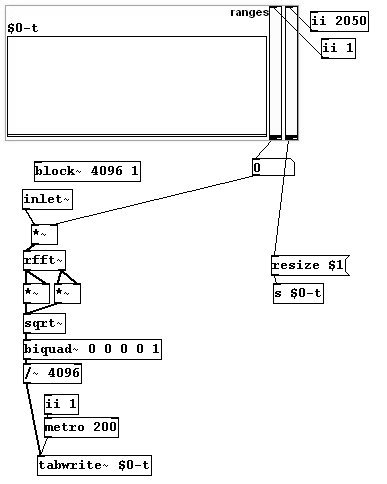 ranges
ii 2050
$0-t
ii 1
block~ 4096 1
0
inlet~
*~
rfft~
resize $1
*~ *~
s $0-t
sqrt~
biquad~ 0 0 0 0 1
/~ 4096
ii 1
metro 200
tabwrite~ $0-t